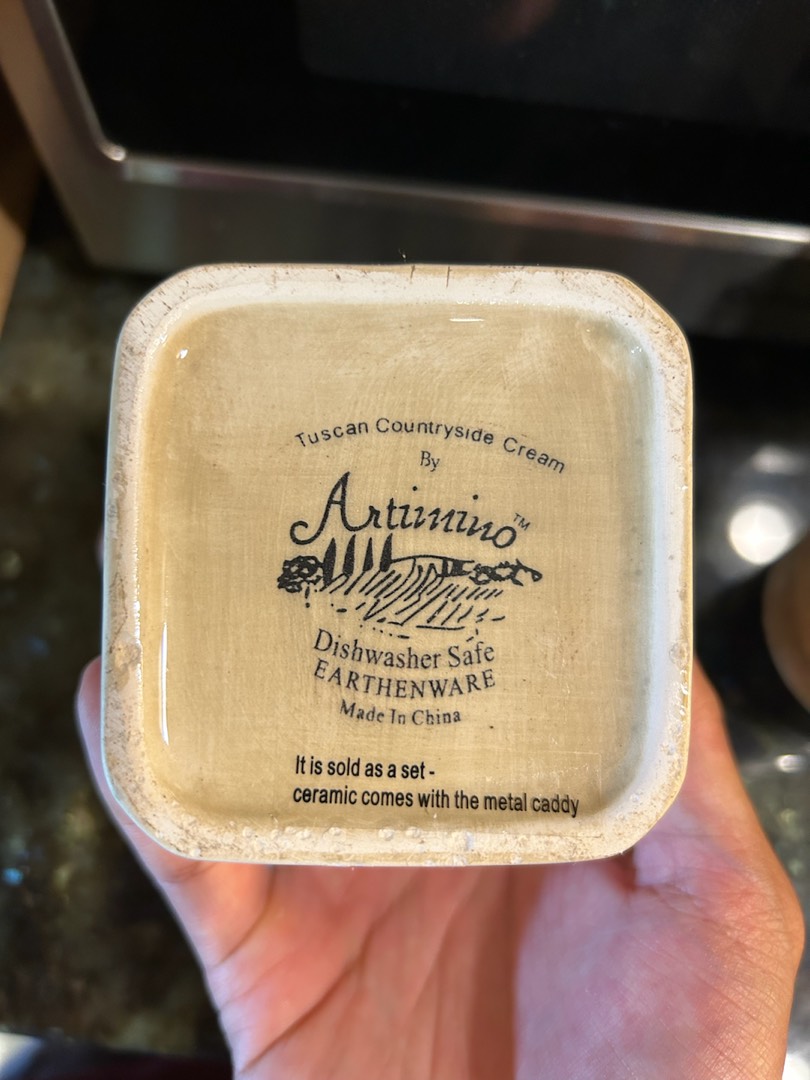 Tuscan Countryside Cream
By
Artimino™
Dishwasher Safe
EARTHENWARE
Made In China
It is sold as a set -
ceramic comes with the metal caddy